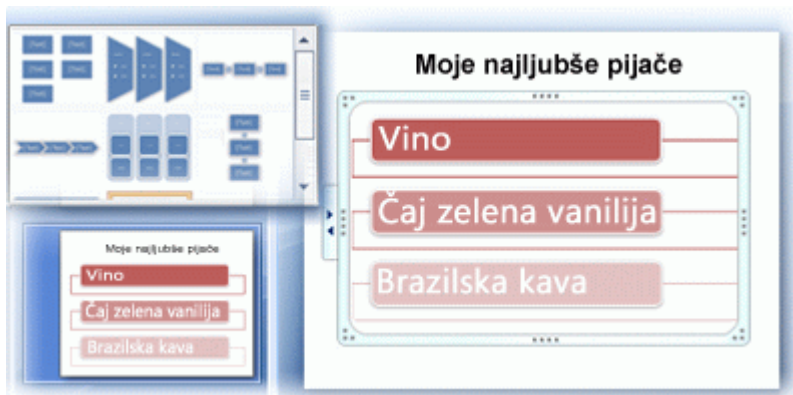 Moje najljubše pijače
Vino
Čaj zelena vanilija
Brazilska kava
Moje najljubše pijače
Vino
Čaj zelena vanilija
Brazilska kava